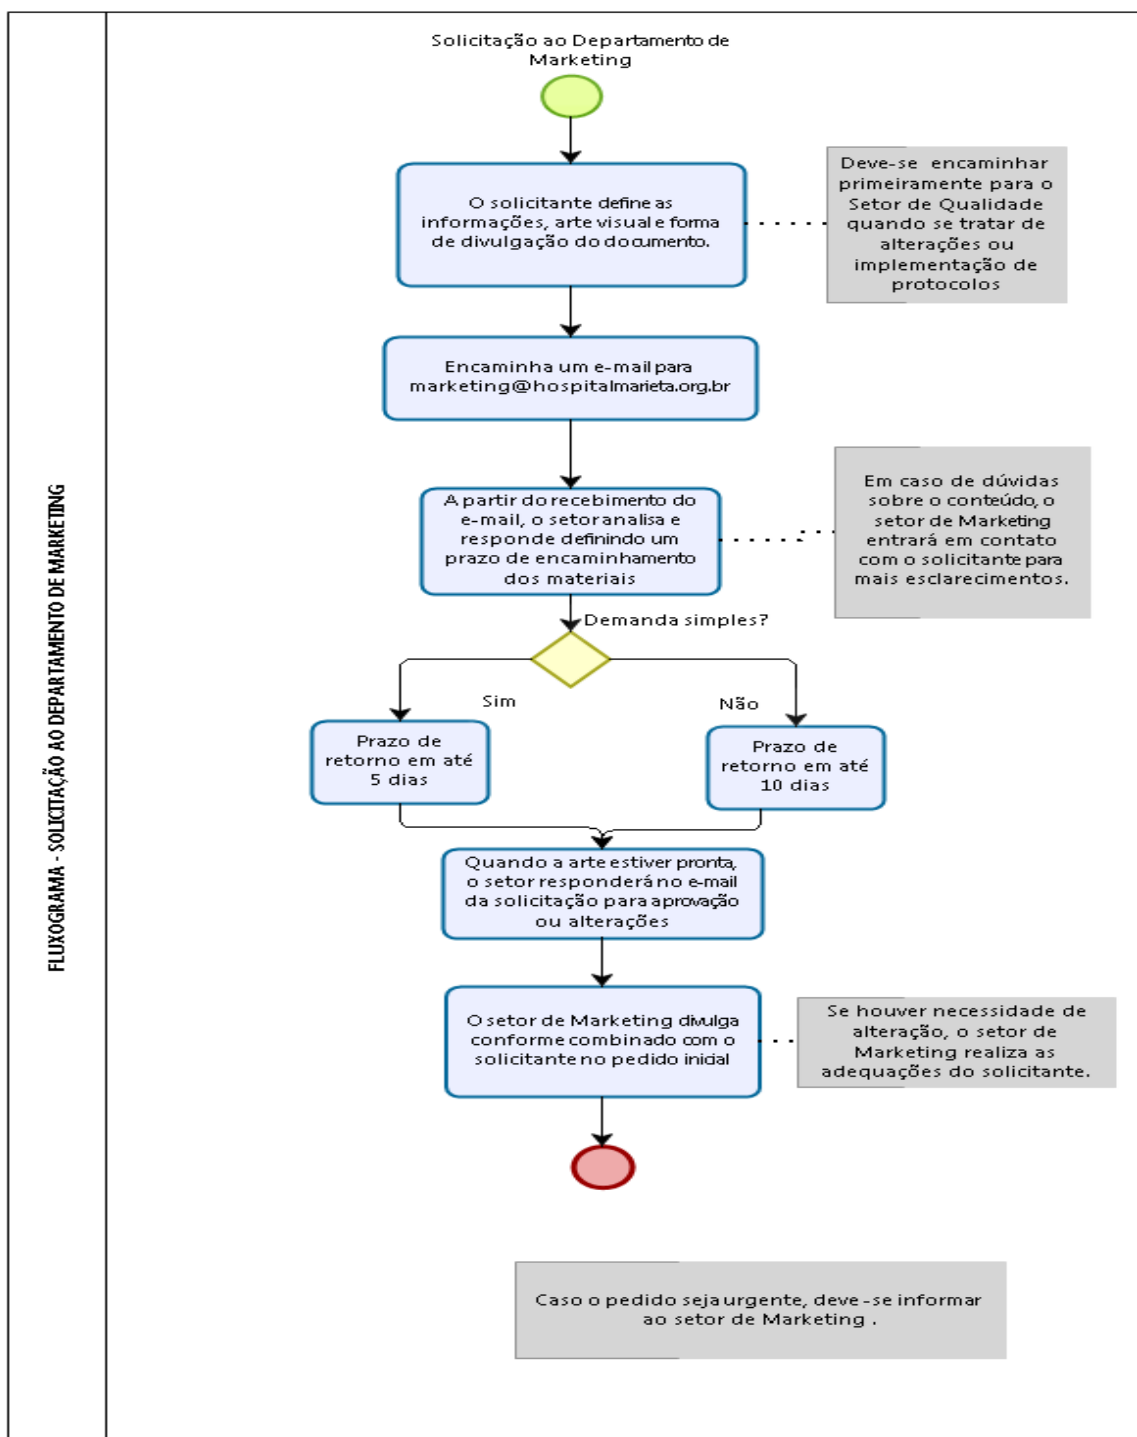 FLUXOGRAMA - SOLICITAÇÃO AO DEPARTAMENTO DE MARKETING
Solicitação ao Departamento de
Marketing
O solicitante define as
informações, arte visual e forma
de divulgação do documento.
Deve-se encaminhar
primeiramente para o
Setor de Qualidade
quando se tratar de
alterações ou
implementação de
protocolos
Encaminha um e-mail para
marketing@hospitalmarieta.org.br
A partir do recebimento do
e-mail, o setor analisa e
responde definindo um
prazo de encaminhamento
dos materiais
Em caso de dúvidas
sobre o conteúdo, o
setor de Marketing
entrará em contato
com o solicitante para
mais esclarecimentos.
Demanda simples?
Sim
Não
Prazo de
retorno em até
5 dias
Prazo de
retorno em até
10 dias
Quando a arte estiver pronta,
o setor responderá no e-mail
da solicitação para aprovação
ou alterações
O setor de Marketing divulga
conforme combinado com o
solicitante no pedido inicial
Se houver necessidade de
alteração, o setor de
Marketing realiza as
adequações do solicitante.
Caso o pedido seja urgente, deve-se informar
ao setor de Marketing .